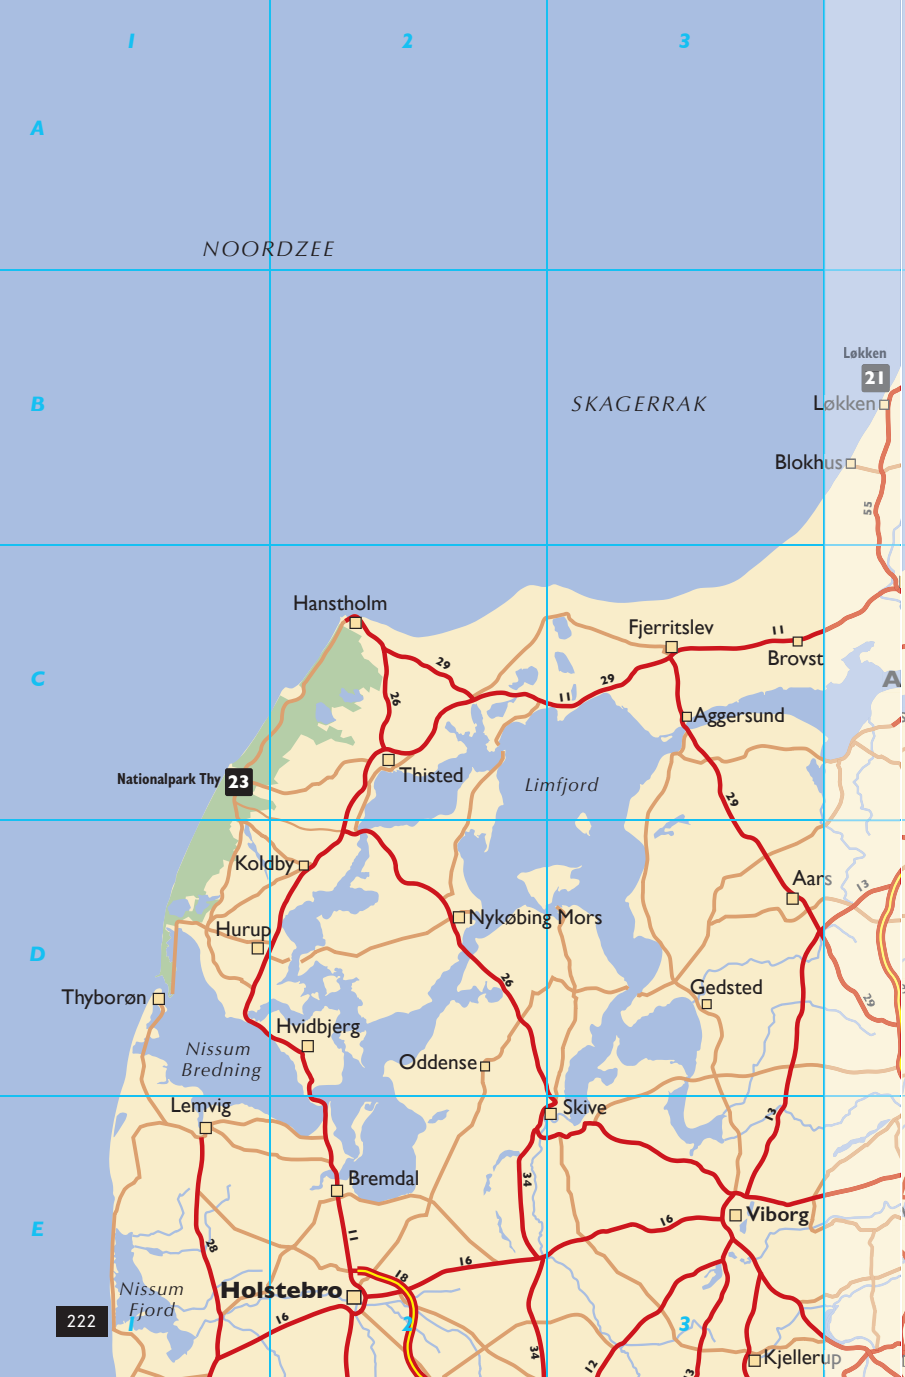 1
2
3
A
NOORDZEE
Løkken
21
B
SKAGERRAK
Løkken
Blokhus
55
Hanstholm
Fjerritslev
11
29
Brovst
C
29
A
26
11
Aggersund
Nationalpark Thy
23
Thisted
Limfjord
29
Koldby
Aars
13
Hurup
Nykøbing Mors
D
26
Thyborøn
Gedsted
29
Hvidbjerg
Nissum
Bredning
Oddense
Lemvig
Skive
13
Bremdal
34
Viborg
E
28
11
16
16
18
Nissum
Fjord
Holstebro
222
1
16
2
3
34
12
13
Kjellerup